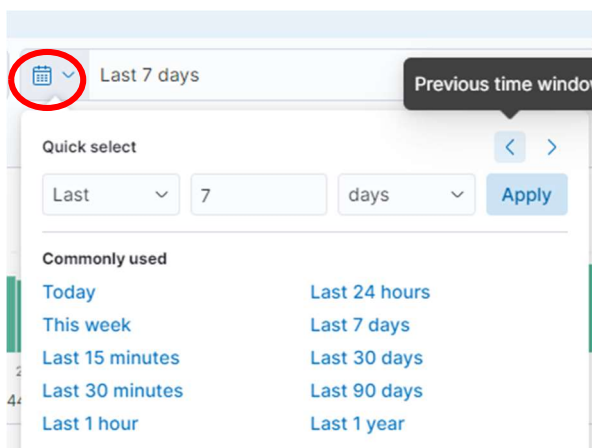 Last 7 days
Previous time windo
Quick select
Last 7 days Apply
Commonly used
Today Last 24 hours
This week Last 7 days
Last 15 minutes Last 30 days
Last 30 minutes Last 90 days
Last 1 hour Last 1 year
2
44